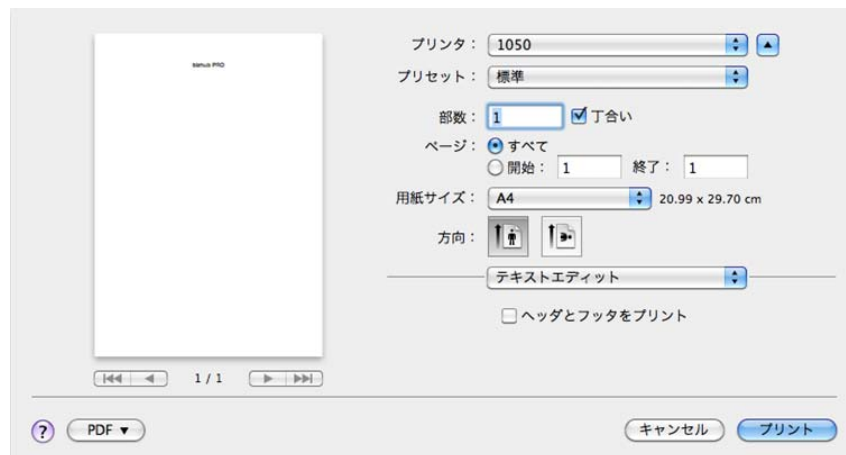 プリンタ： 1050
プリセット： 標準
部数： 1 丁合い
ページ： すべて
開始： 1 終了： 1
用紙サイズ： A4 20.99 x 29.70 cm
方向：
テキストエディット
ヘッダとフッタをプリント
1 / 1
? PDF ▼ キャンセル プリント